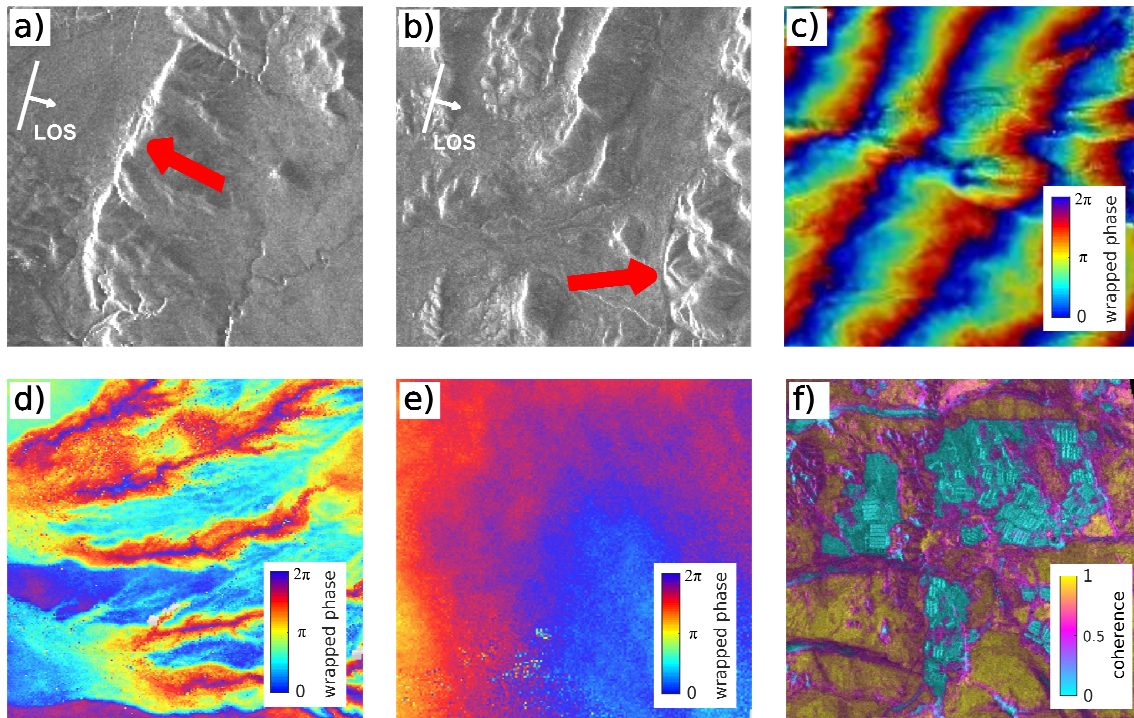 a)
LOS
b)
LOS
c)
2π
π
0
wrapped phase
d)
2π
π
0
wrapped phase
e)
2π
π
0
wrapped phase
f)
1
0.5
0
coherence